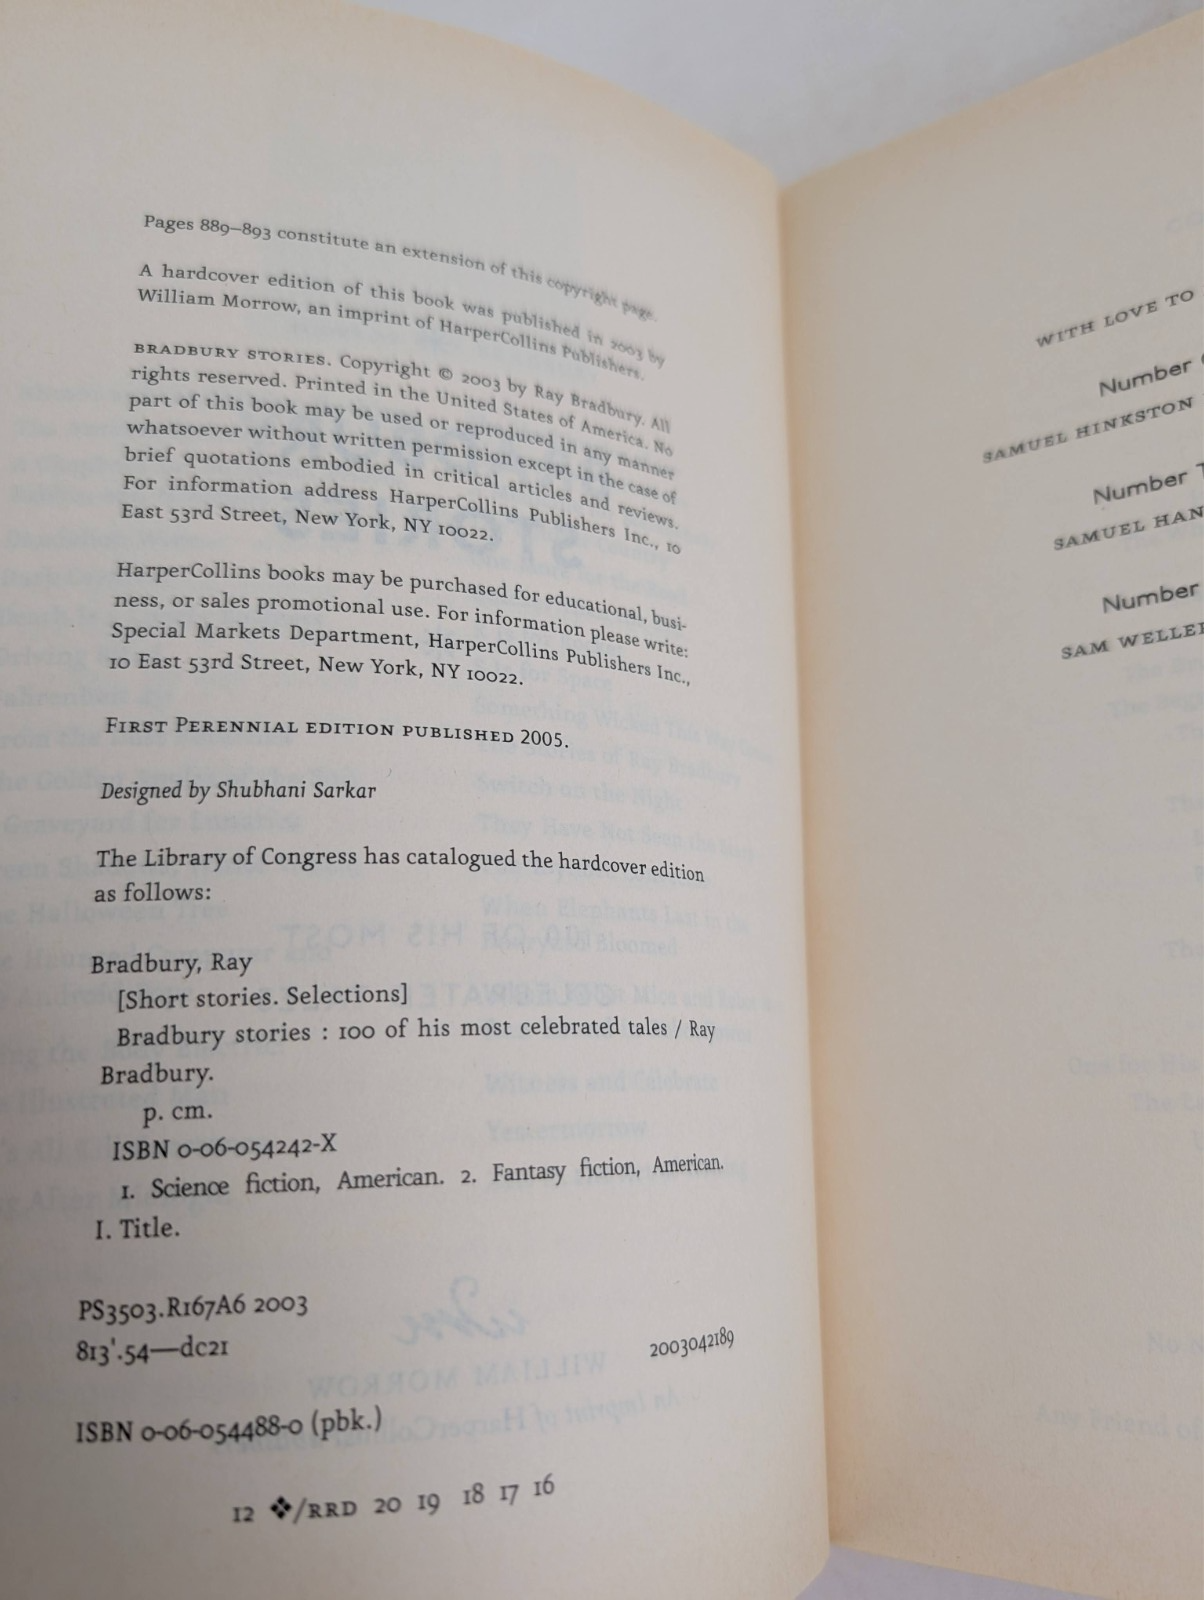 Pages 889–893 constitute an extension of this copyright page.
A hardcover edition of this book was published in 2003 by
William Morrow, an imprint of HarperCollins Publishers.
BRADBURY STORIES. Copyright © 2003 by Ray Bradbury. All
rights reserved. Printed in the United States of America. No
part of this book may be used or reproduced in any manner
whatsoever without written permission except in the case of
brief quotations embodied in critical articles and reviews.
For information address HarperCollins Publishers Inc., 10
East 53rd Street, New York, NY 10022.
HarperCollins books may be purchased for educational, busi-
ness, or sales promotional use. For information please write:
Special Markets Department, HarperCollins Publishers Inc.,
10 East 53rd Street, New York, NY 10022.
FIRST PERENNIAL EDITION PUBLISHED 2005.
Designed by Shubhani Sarkar
The Library of Congress has catalogued the hardcover edition
as follows:
Bradbury, Ray
[Short stories. Selections]
Bradbury stories : 100 of his most celebrated tales / Ray
Bradbury.
p. cm.
ISBN 0-06-054242-X
1. Science fiction, American. 2. Fantasy fiction, American.
I. Title.
PS3503.R167A6 2003
813'.54—dc21
2003042189
ISBN 0-06-054488-0 (pbk.)
12 ❖/RRD 20 19 18 17 16
WITH LOVE TO
Number
SAMUEL HINKSTON
Number
SAMUEL HAN
Number
SAM WELLE